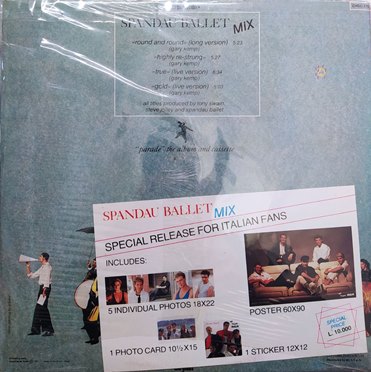 SPANDAU BALLET MIX
«round and round» (long version) 5:23
(gary kemp)
«highly re-strung» 5:27
(gary kemp)
«true» (live version) 6:34
(gary kemp)
«gold» (live version) 5:00
(gary kemp)
all titles produced by tony swain,
steve jolley and spandau ballet
"parade" the album and cassette
SPANDAU BALLET MIX
SPECIAL RELEASE FOR ITALIAN FANS
INCLUDES:
5 INDIVIDUAL PHOTOS 18X22
POSTER 60X90
1 PHOTO CARD 10½X15
1 STICKER 12X12
SPECIAL
PRICE
L. 10.000